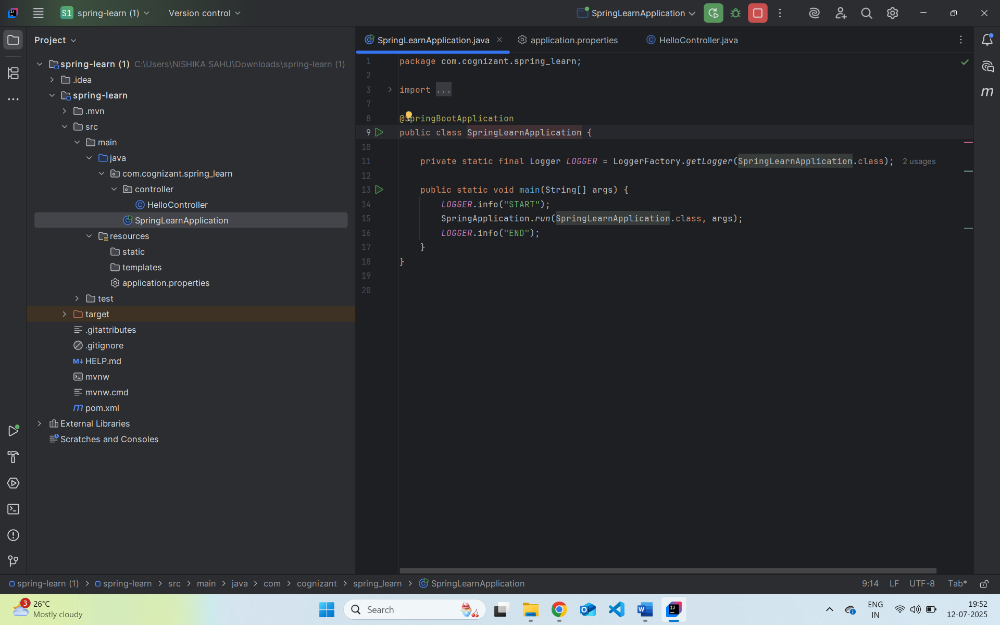 S1 spring-learn (1) Version control SpringLearnApplication
Project
SpringLearnApplication.java application.properties HelloController.java
spring-learn (1) C:\Users\NISHIKA SAHU\Downloads\spring-learn (1)
.idea
spring-learn
.mvn
src
main
java
com.cognizant.spring_learn
controller
HelloController
SpringLearnApplication
resources
static
templates
application.properties
test
target
.gitattributes
.gitignore
M↓ HELP.md
mvnw
mvnw.cmd
m pom.xml
External Libraries
Scratches and Consoles
1 package com.cognizant.spring_learn;
2
3 import ...
7
8 @SpringBootApplication
9 public class SpringLearnApplication {
10
11 private static final Logger LOGGER = LoggerFactory.getLogger(SpringLearnApplication.class); 2 usages
12
13 public static void main(String[] args) {
14 LOGGER.info("START");
15 SpringApplication.run(SpringLearnApplication.class, args);
16 LOGGER.info("END");
17 }
18 }
19
20
m
spring-learn (1) > spring-learn > src > main > java > com > cognizant > spring_learn > SpringLearnApplication 9:14 LF UTF-8 Tab*
3 26°C
Mostly cloudy
Search
ENG
IN
19:52
12-07-2025